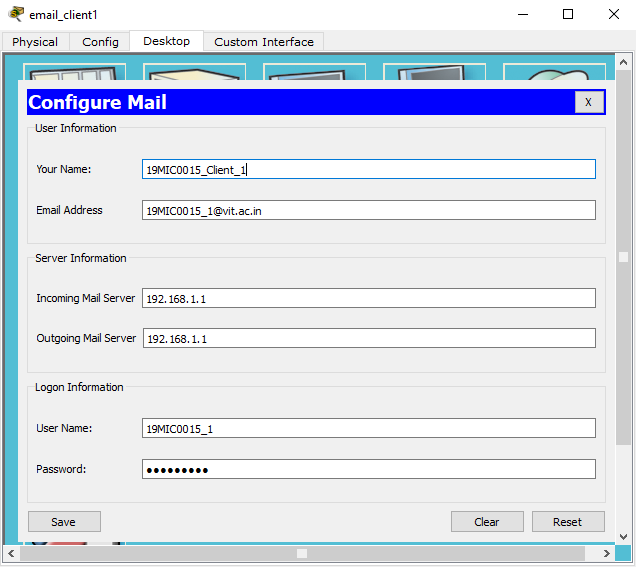 email_client1
Physical Config Desktop Custom Interface
Configure Mail X
User Information
Your Name: 19MIC0015_Client_1
Email Address 19MIC0015_1@vit.ac.in
Server Information
Incoming Mail Server 192.168.1.1
Outgoing Mail Server 192.168.1.1
Logon Information
User Name: 19MIC0015_1
Password: •••••••••
Save Clear Reset